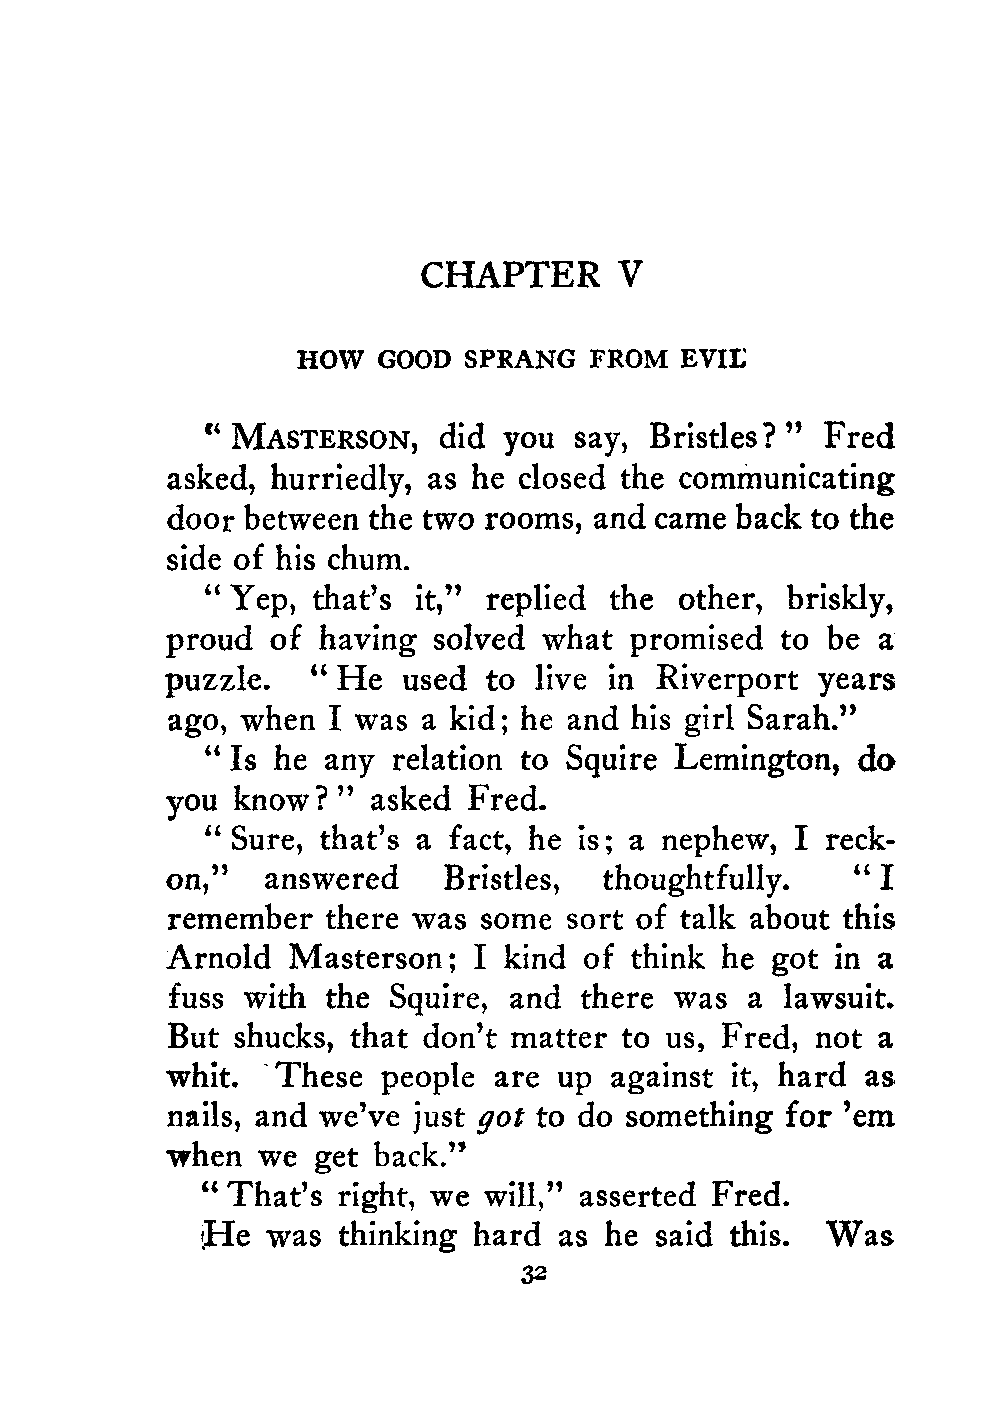 CHAPTER V
HOW GOOD SPRANG FROM EVIL
“ MASTERSON, did you say, Bristles? ” Fred
asked, hurriedly, as he closed the communicating
door between the two rooms, and came back to the
side of his chum.
“ Yep, that’s it,” replied the other, briskly,
proud of having solved what promised to be a
puzzle. “ He used to live in Riverport years
ago, when I was a kid; he and his girl Sarah.”
“ Is he any relation to Squire Lemington, do
you know? ” asked Fred.
“ Sure, that’s a fact, he is; a nephew, I reck-
on,” answered Bristles, thoughtfully. “ I
remember there was some sort of talk about this
Arnold Masterson; I kind of think he got in a
fuss with the Squire, and there was a lawsuit.
But shucks, that don’t matter to us, Fred, not a
whit. These people are up against it, hard as
nails, and we’ve just got to do something for ’em
when we get back.”
“ That’s right, we will,” asserted Fred.
He was thinking hard as he said this. Was
32